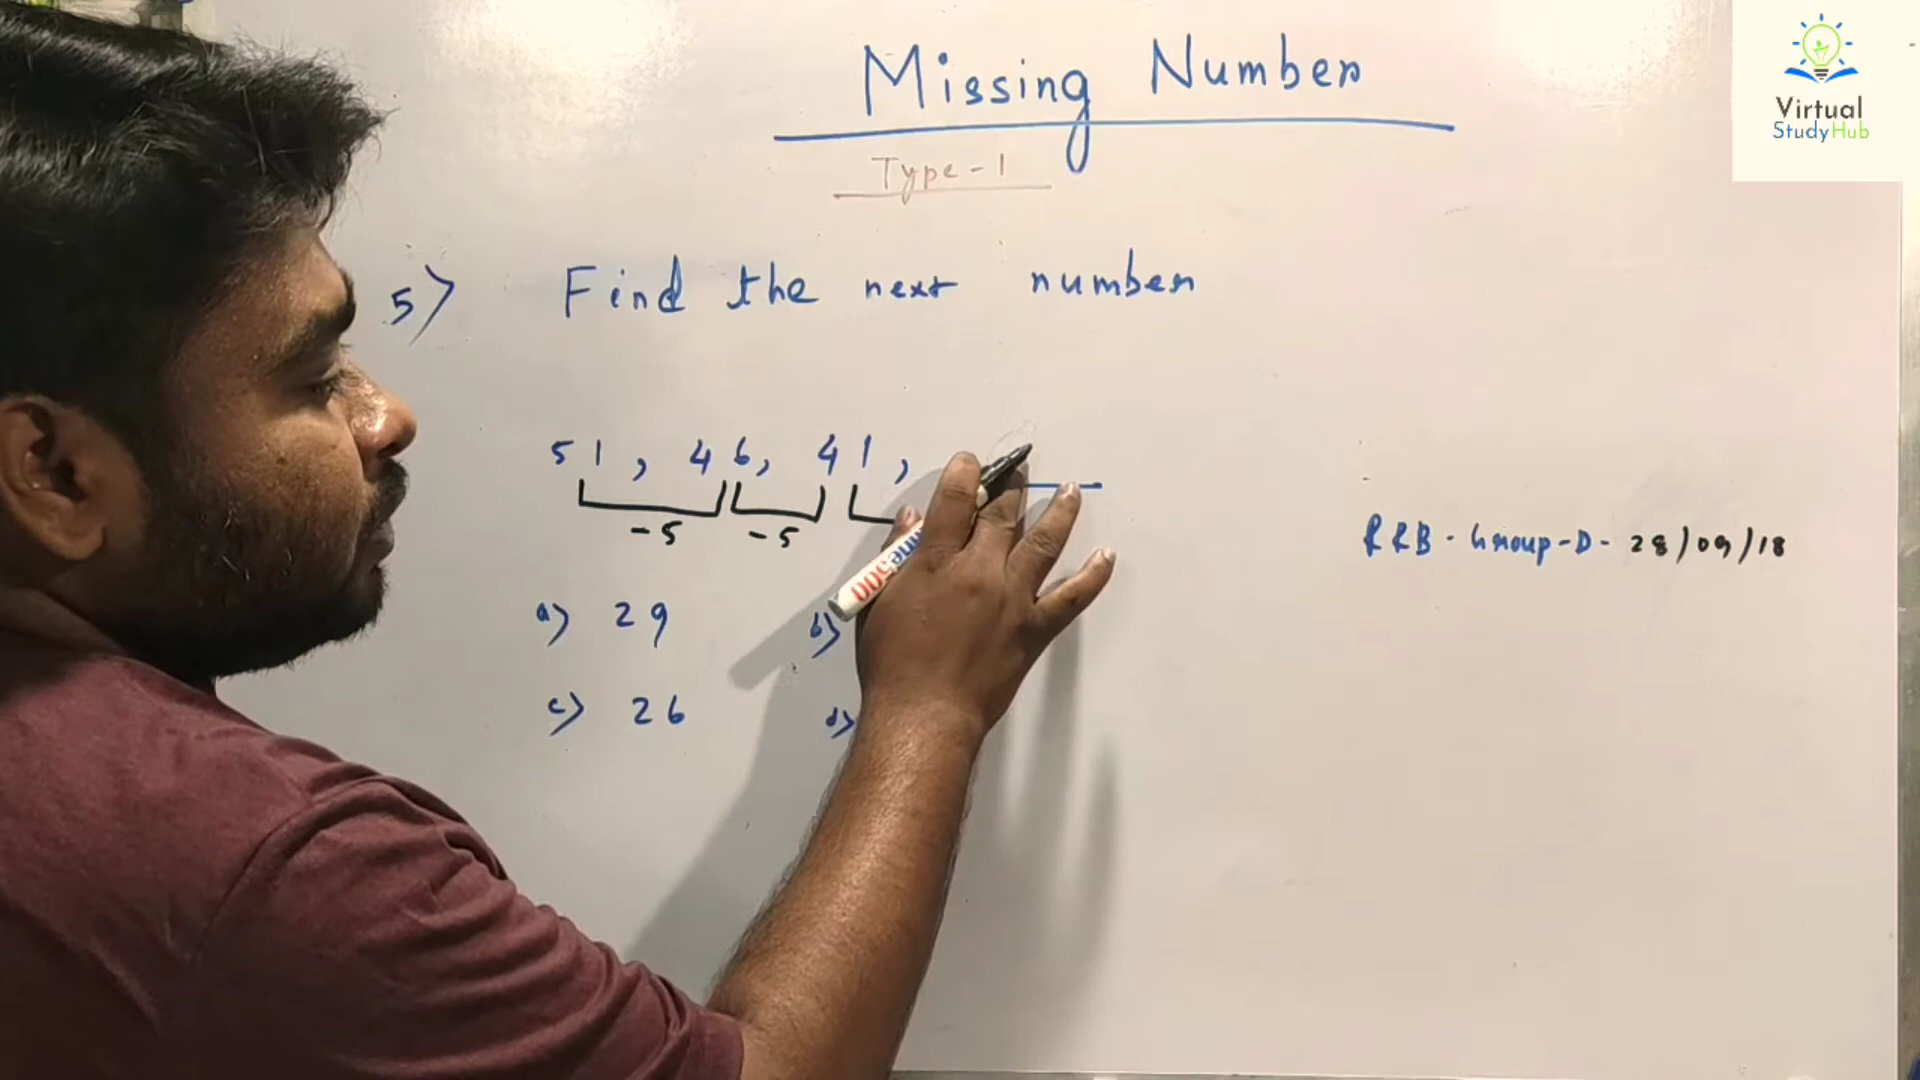 Missing Number
Virtual
StudyHub
Type-1
5) Find the next number
51, 46, 41,
-5 -5
RRB-Group-D-28/09/18
a) 29 b)
c) 26 d)